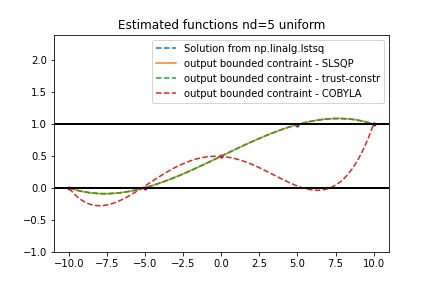 Estimated functions nd=5 uniform
Solution from np.linalg.lstsq
output bounded contraint - SLSQP
output bounded contraint - trust-constr
output bounded contraint - COBYLA
2.0
1.5
1.0
0.5
0.0
−0.5
−1.0
−10.0 −7.5 −5.0 −2.5 0.0 2.5 5.0 7.5 10.0